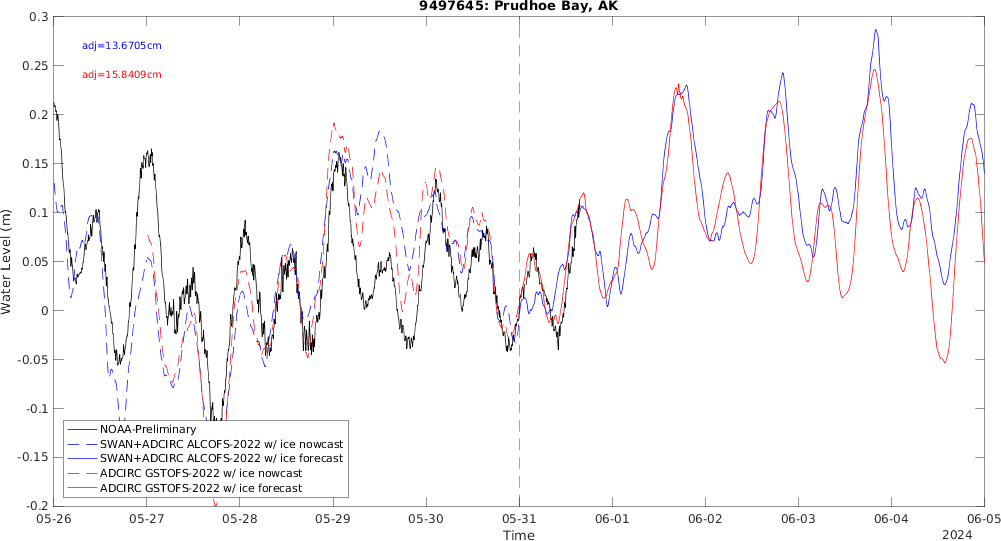 9497645: Prudhoe Bay, AK
adj=13.6705cm
adj=15.8409cm
0.3
0.25
0.2
0.15
0.1
0.05
0
-0.05
-0.1
-0.15
-0.2
Water Level (m)
NOAA-Preliminary
SWAN+ADCIRC ALCOFS-2022 w/ ice nowcast
SWAN+ADCIRC ALCOFS-2022 w/ ice forecast
ADCIRC GSTOFS-2022 w/ ice nowcast
ADCIRC GSTOFS-2022 w/ ice forecast
05-26 05-27 05-28 05-29 05-30 05-31 06-01 06-02 06-03 06-04 06-05
Time
2024